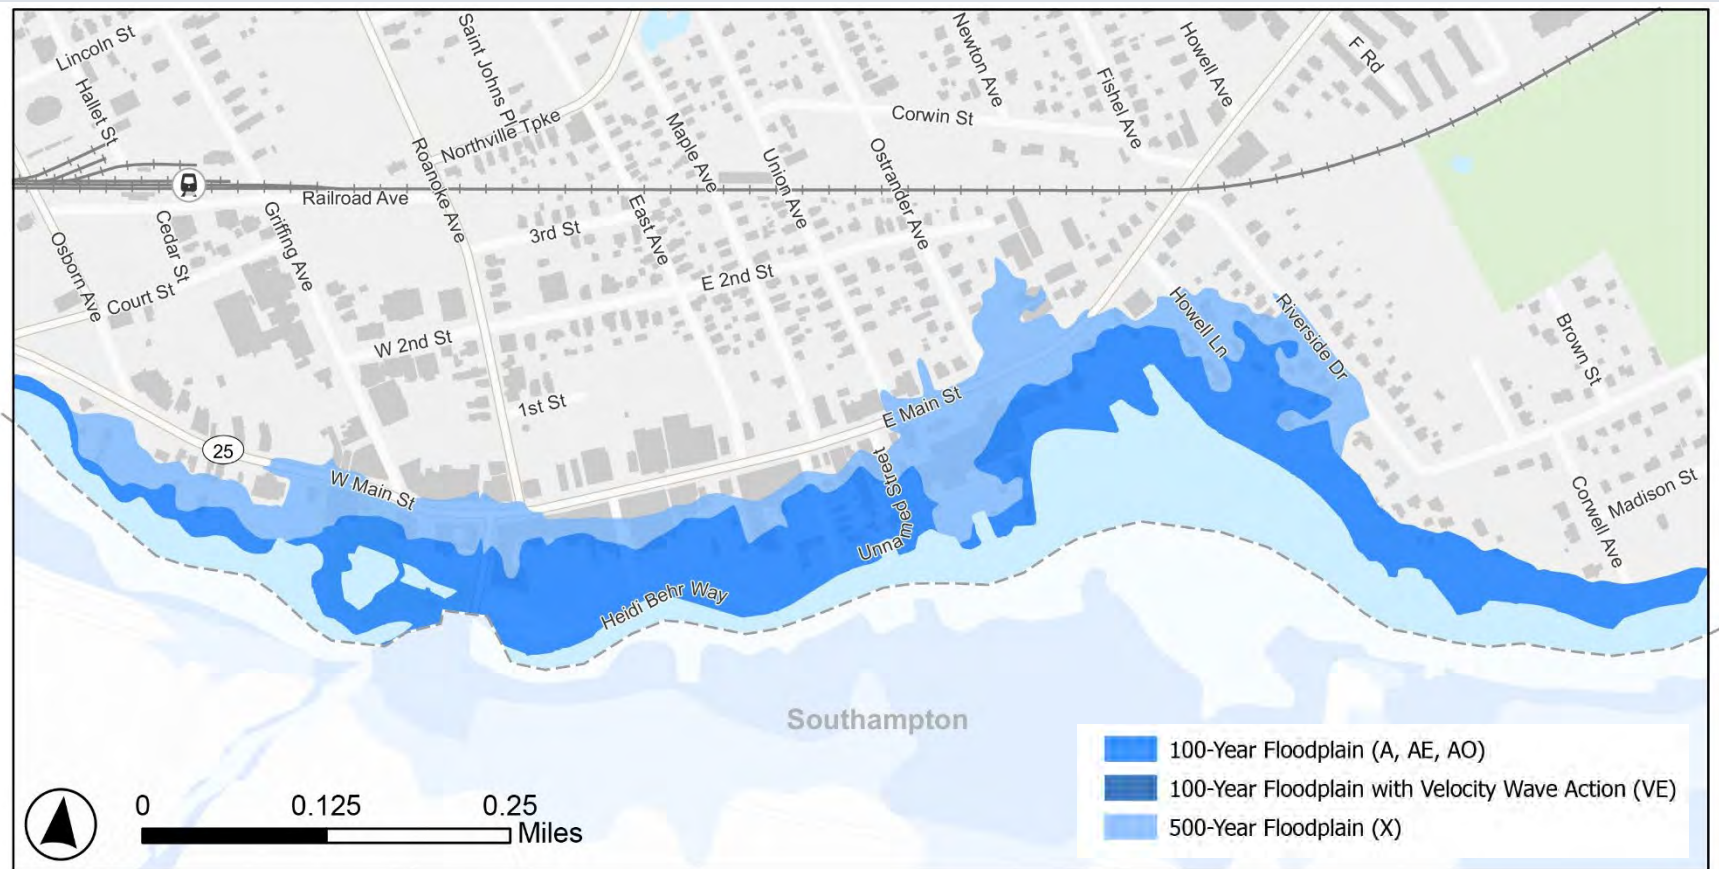 Lincoln St
Hallet St
Saint Johns Pl
Northville Tpke
Roanoke Ave
Maple Ave
Union Ave
Newton Ave
Corwin St
Fishel Ave
Howell Ave
F Rd
Ostrander Ave
Railroad Ave
Osborn Ave
Cedar St
Griffing Ave
Court St
3rd St
East Ave
E 2nd St
W 2nd St
1st St
Howell Ln
Riverside Dr
Brown St
E Main St
25
W Main St
Unnamed Street
Corwell Ave
Madison St
Heidi Behr Way
Southampton
100-Year Floodplain (A, AE, AO)
100-Year Floodplain with Velocity Wave Action (VE)
500-Year Floodplain (X)
0 0.125 0.25
Miles